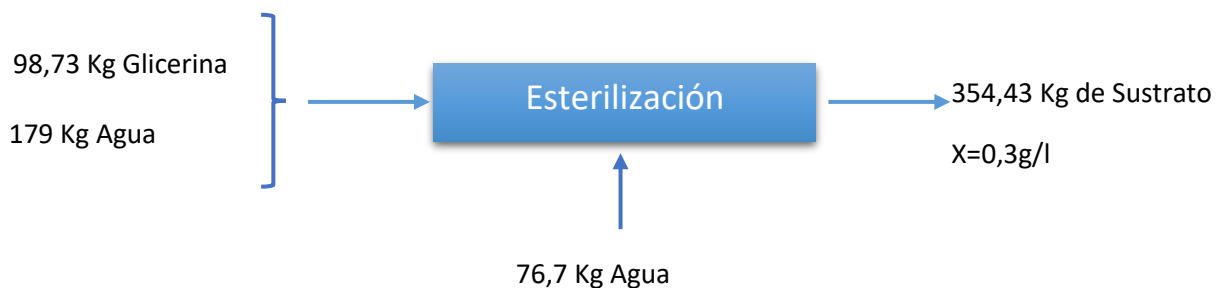 98,73 Kg Glicerina
179 Kg Agua
Esterilización
354,43 Kg de Sustrato
X=0,3g/l
76,7 Kg Agua